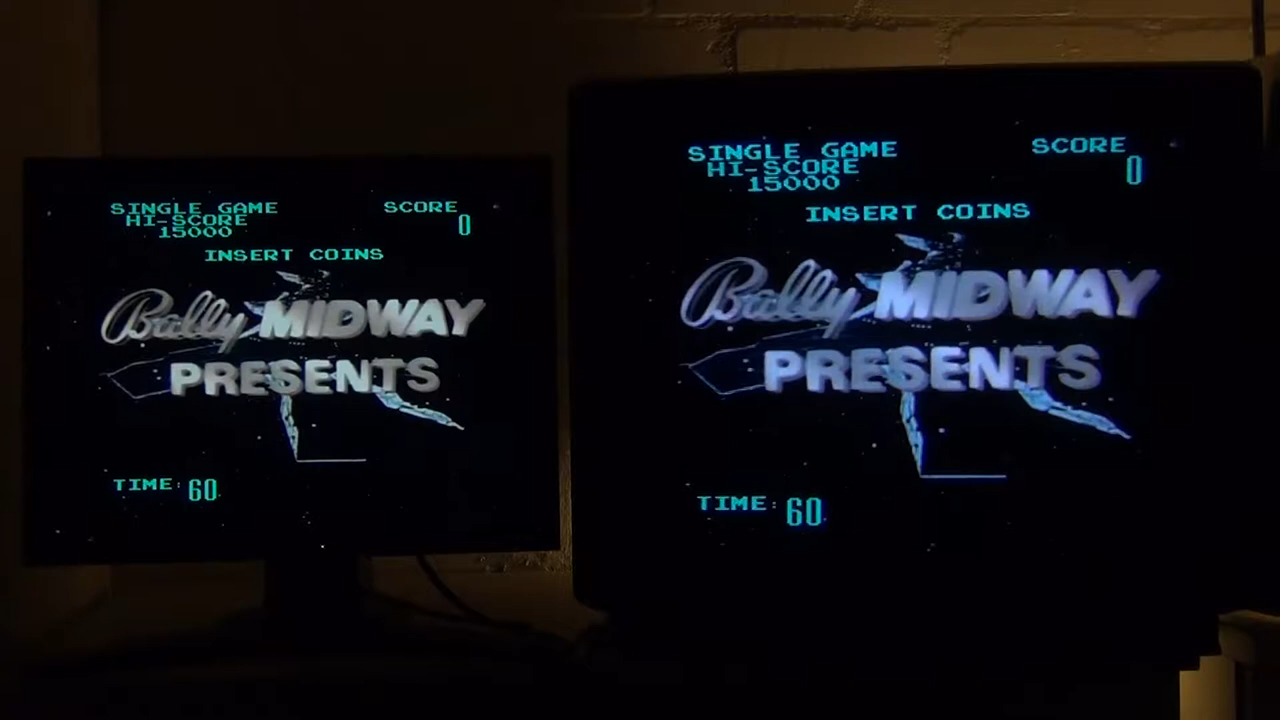 SINGLE GAME
HI-SCORE
15000
SCORE
0
INSERT COINS
Bally MIDWAY
PRESENTS
TIME: 60
SINGLE GAME
HI-SCORE
15000
SCORE
0
INSERT COINS
Bally MIDWAY
PRESENTS
TIME: 60